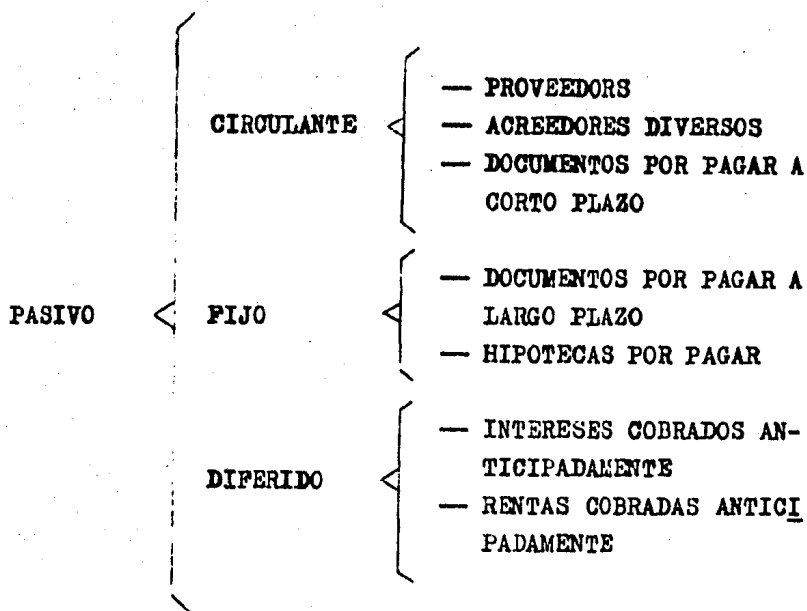 — PROVEEDORS
CIRCULANTE — ACREEDORES DIVERSOS
— DOCUMENTOS POR PAGAR A
CORTO PLAZO
— DOCUMENTOS POR PAGAR A
PASIVO FIJO LARGO PLAZO
— HIPOTECAS POR PAGAR
— INTERESES COBRADOS AN-
TICIPADAMENTE
DIFERIDO — RENTAS COBRADAS ANTICI
PADAMENTE